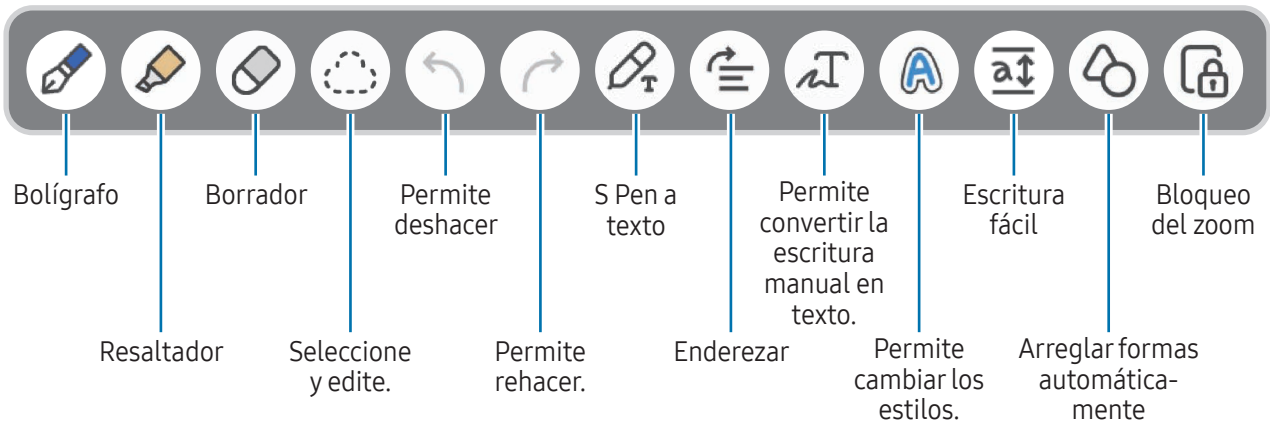 Bolígrafo
Borrador
Permite
deshacer
S Pen a
texto
Permite
convertir la
escritura
manual en
texto.
Escritura
fácil
Bloqueo
del zoom
Resaltador
Seleccione
y edite.
Permite
rehacer.
Enderezar
Permite
cambiar los
estilos.
Arreglar formas
automática-
mente